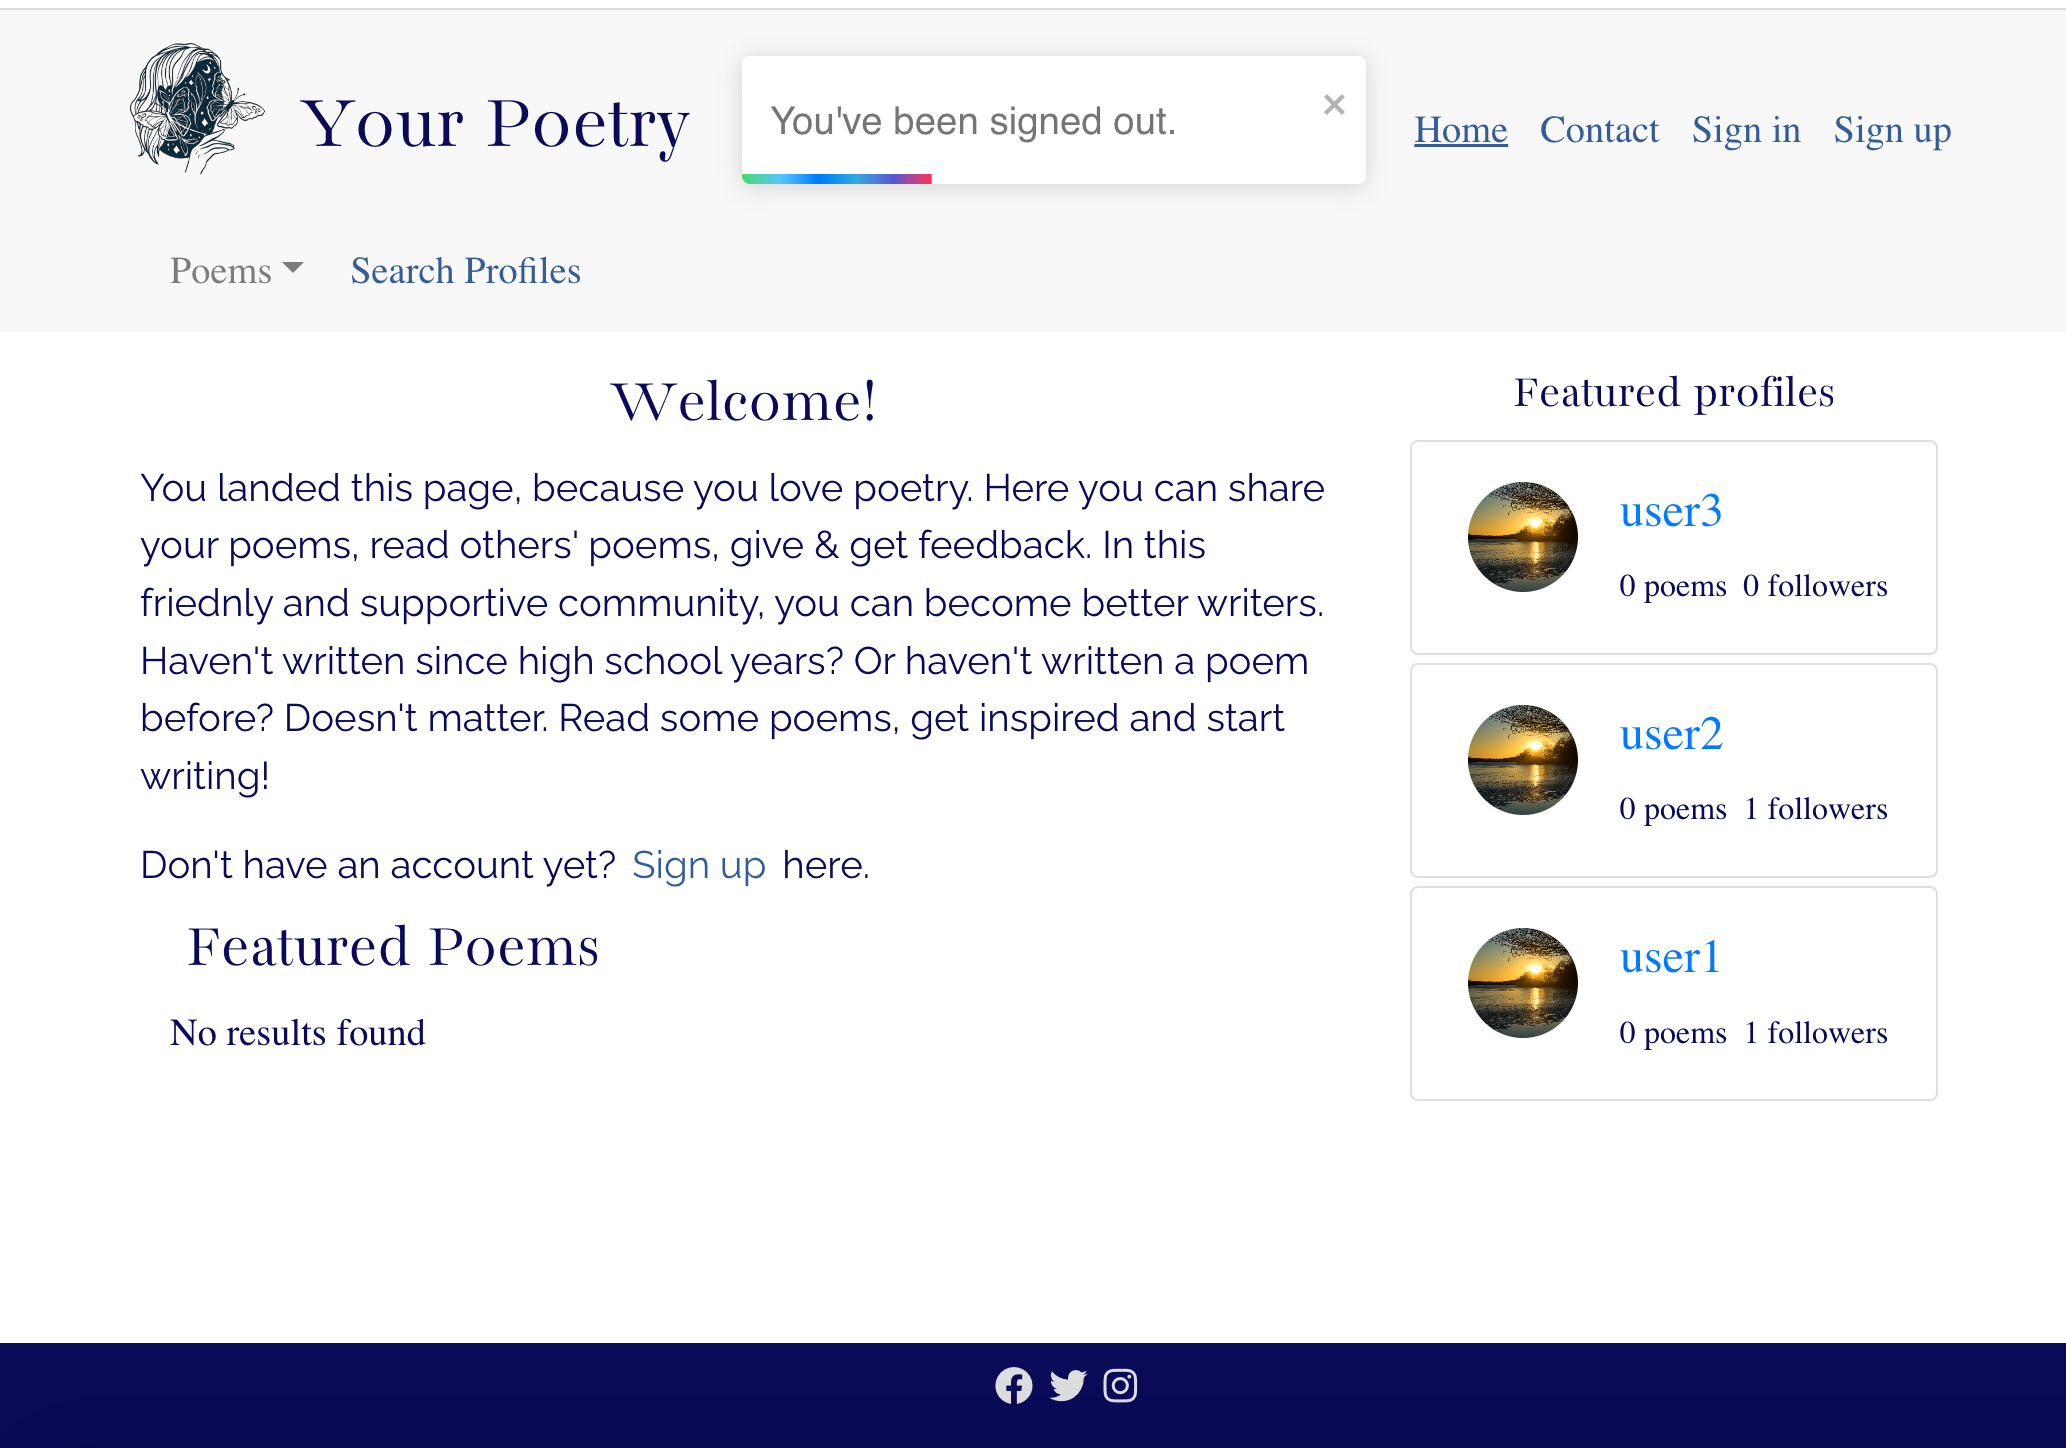 Your Poetry
You've been signed out.
×
Home Contact Sign in Sign up
Poems Search Profiles
Welcome!
You landed this page, because you love poetry. Here you can share
your poems, read others' poems, give & get feedback. In this
friednly and supportive community, you can become better writers.
Haven't written since high school years? Or haven't written a poem
before? Doesn't matter. Read some poems, get inspired and start
writing!
Don't have an account yet? Sign up here.
Featured Poems
No results found
Featured profiles
user3
0 poems 0 followers
user2
0 poems 1 followers
user1
0 poems 1 followers